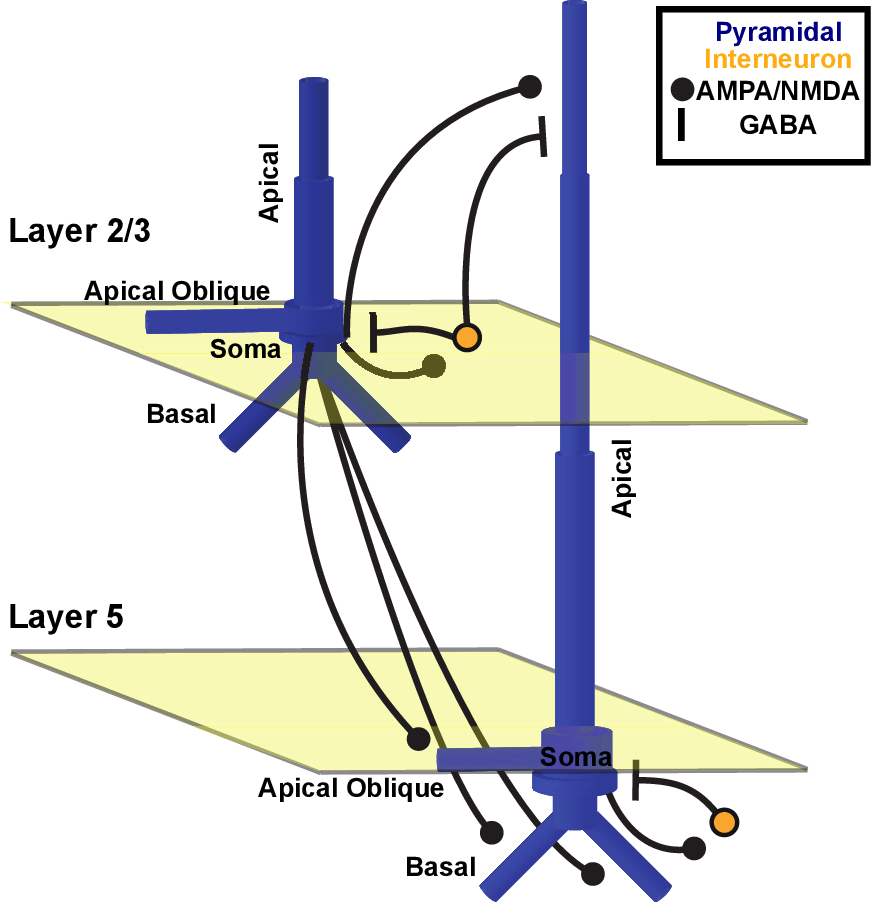 Pyramidal
Interneuron
AMPA/NMDA
GABA
Apical
Layer 2/3
Apical Oblique
Soma
Basal
Apical
Layer 5
Soma
Apical Oblique
Basal